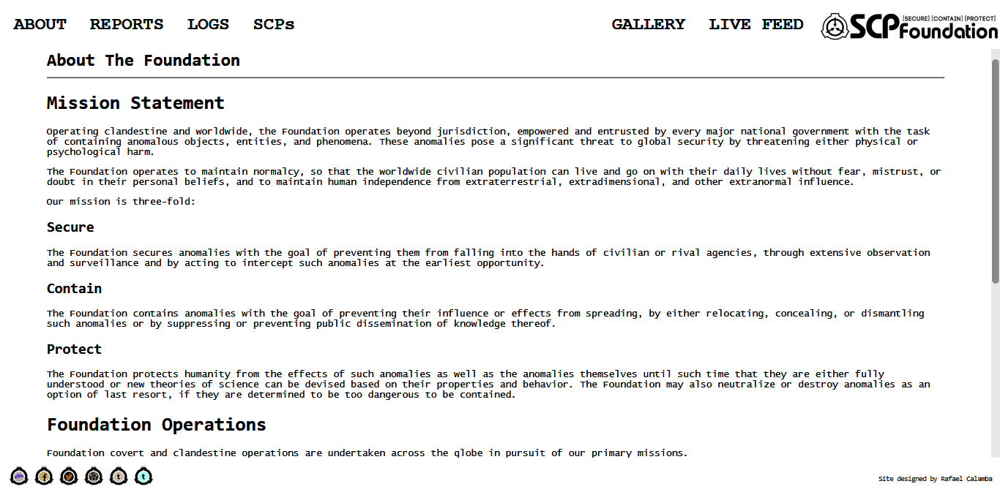 ABOUT REPORTS LOGS SCPs GALLERY LIVE FEED
[SECURE] [CONTAIN] [PROTECT]
SCP Foundation
About The Foundation
Mission Statement
Operating clandestine and worldwide, the Foundation operates beyond jurisdiction, empowered and entrusted by every major national government with the task
of containing anomalous objects, entities, and phenomena. These anomalies pose a significant threat to global security by threatening either physical or
psychological harm.
The Foundation operates to maintain normalcy, so that the worldwide civilian population can live and go on with their daily lives without fear, mistrust, or
doubt in their personal beliefs, and to maintain human independence from extraterrestrial, extradimensional, and other extranormal influence.
Our mission is three-fold:
Secure
The Foundation secures anomalies with the goal of preventing them from falling into the hands of civilian or rival agencies, through extensive observation
and surveillance and by acting to intercept such anomalies at the earliest opportunity.
Contain
The Foundation contains anomalies with the goal of preventing their influence or effects from spreading, by either relocating, concealing, or dismantling
such anomalies or by suppressing or preventing public dissemination of knowledge thereof.
Protect
The Foundation protects humanity from the effects of such anomalies as well as the anomalies themselves until such time that they are either fully
understood or new theories of science can be devised based on their properties and behavior. The Foundation may also neutralize or destroy anomalies as an
option of last resort, if they are determined to be too dangerous to be contained.
Foundation Operations
Foundation covert and clandestine operations are undertaken across the globe in pursuit of our primary missions.
f t t
Site designed by Rafael Calamba